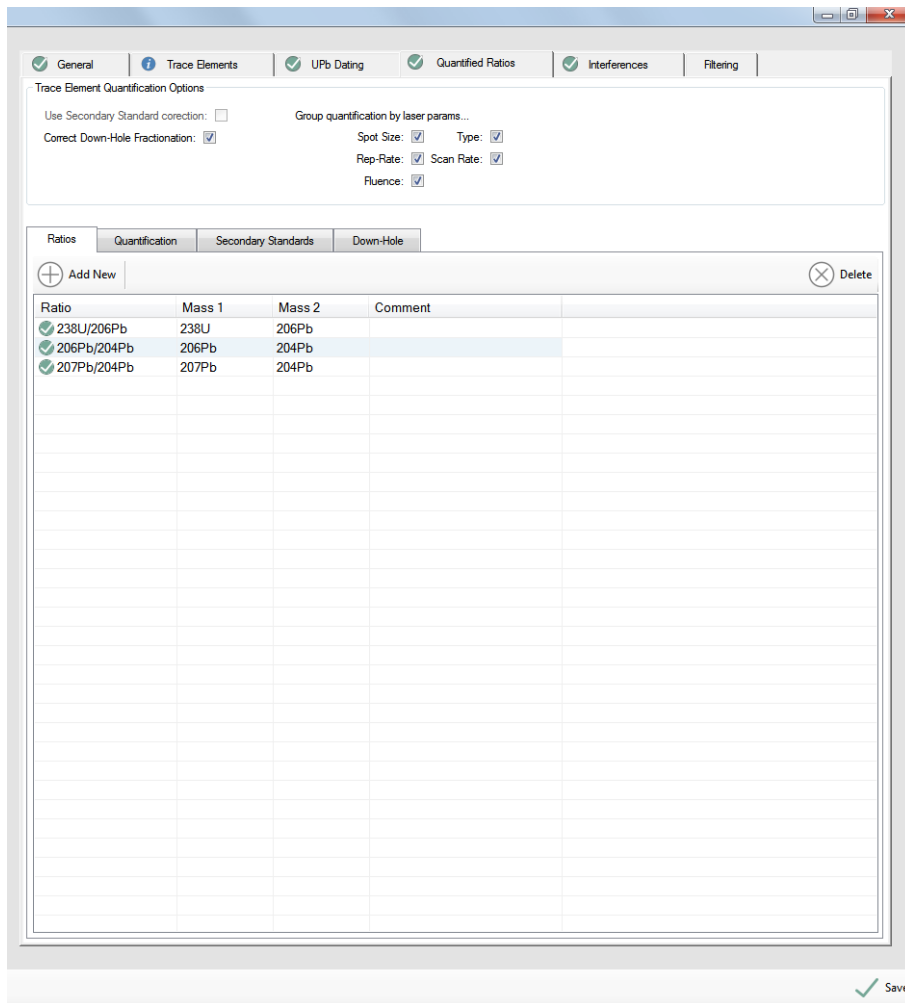 General Trace Elements UPb Dating Quantified Ratios Interferences Filtering
Trace Element Quantification Options
Use Secondary Standard corection: Group quantification by laser params...
Correct Down-Hole Fractionation: Spot Size: Type:
Rep-Rate: Scan Rate:
Fluence:
Ratios Quantification Secondary Standards Down-Hole
Add New Delete
Ratio Mass 1 Mass 2 Comment
238U/206Pb 238U 206Pb
206Pb/204Pb 206Pb 204Pb
207Pb/204Pb 207Pb 204Pb
Save